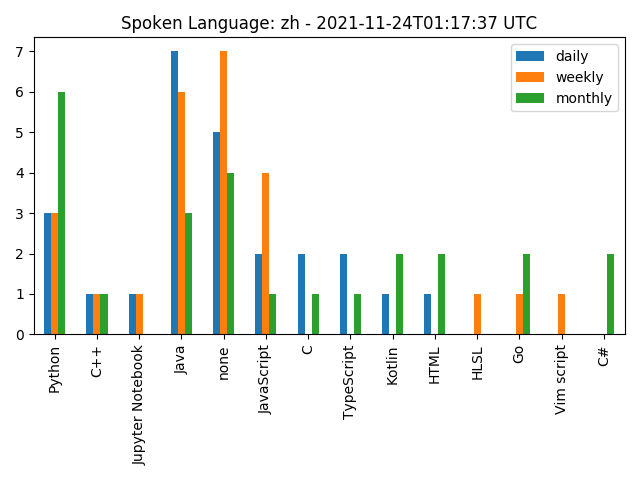 Spoken Language: zh - 2021-11-24T01:17:37 UTC
daily
weekly
monthly
7
6
5
4
3
2
1
0
Python
C++
Jupyter Notebook
Java
none
JavaScript
C
TypeScript
Kotlin
HTML
HLSL
Go
Vim script
C#